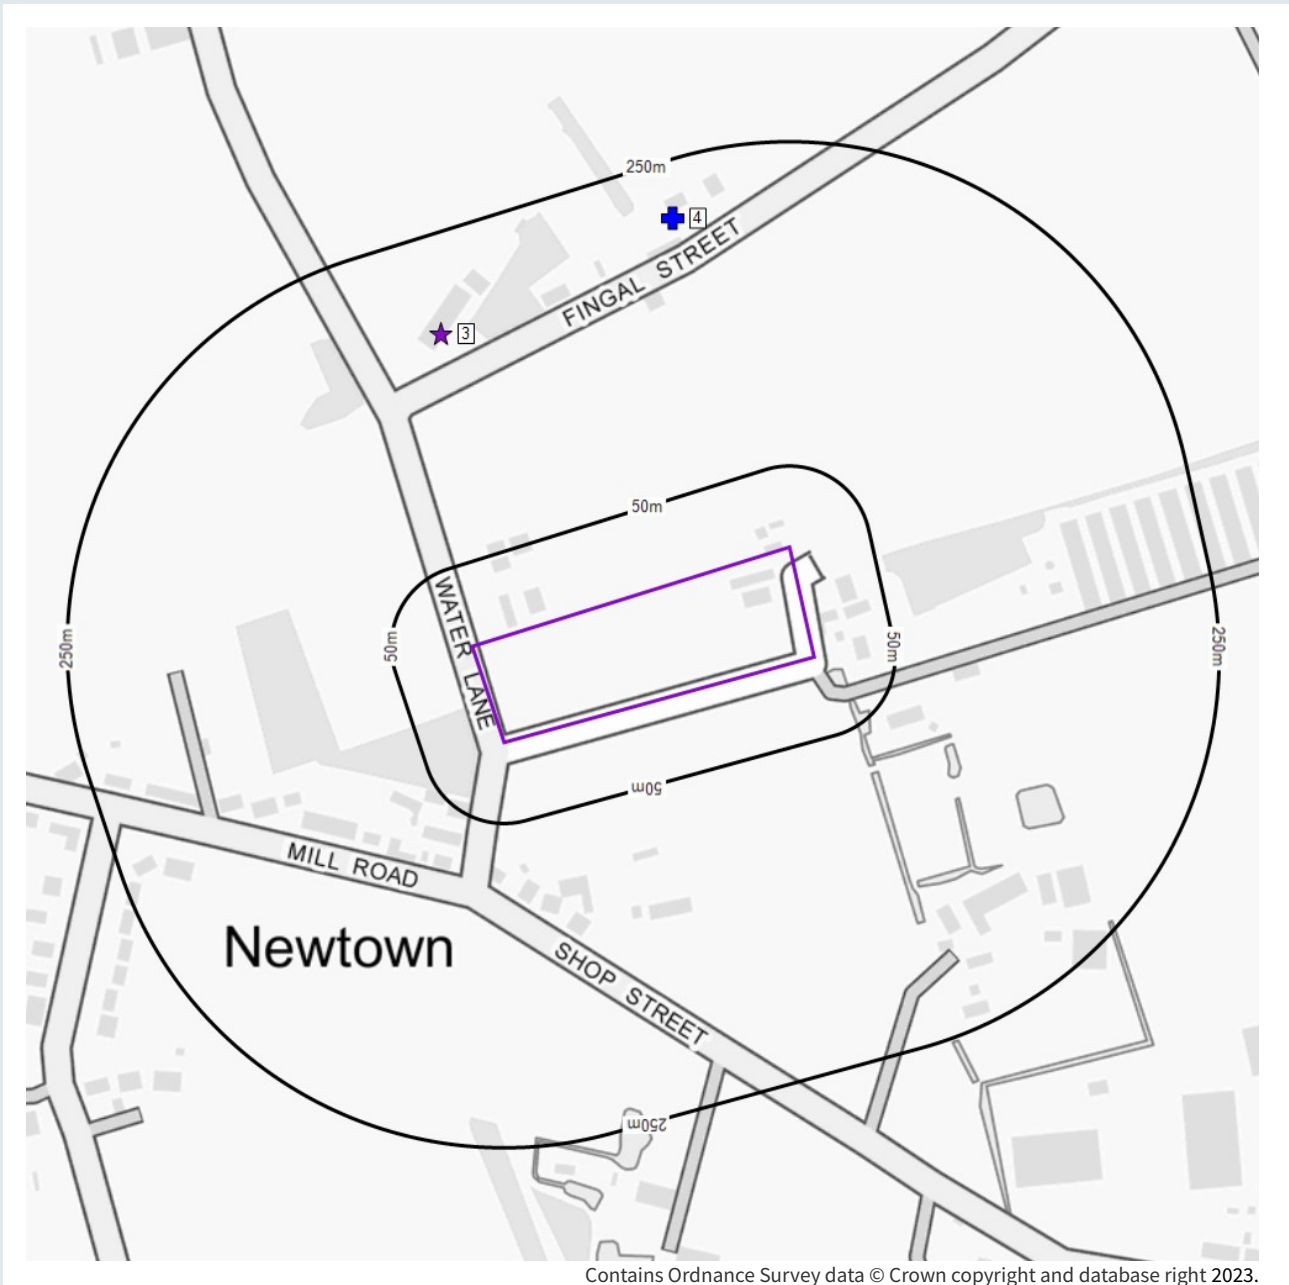 250m
4
FINGAL STREET
3
50m
WATER LANE
250m
50m
50m
250m
50m
MILL ROAD
Newtown
SHOP STREET
250m
Contains Ordnance Survey data © Crown copyright and database right 2023.